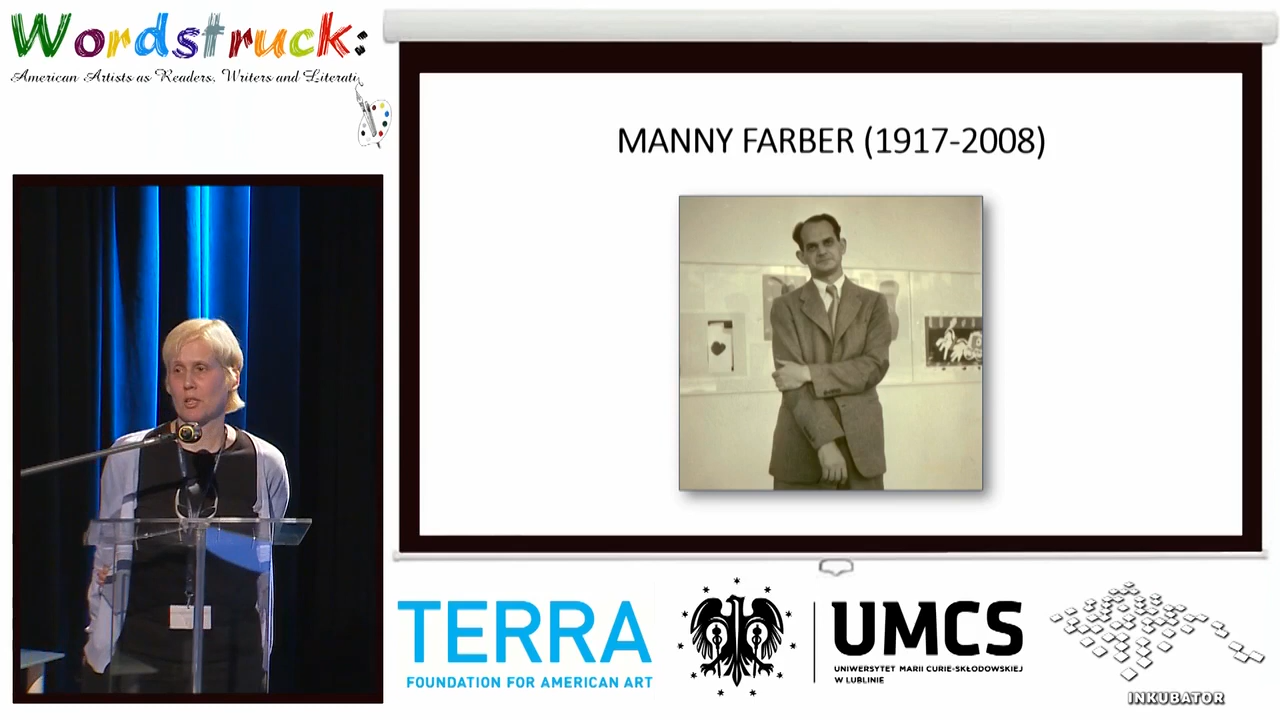 Wordstruck:
American Artists as Readers, Writers and Literati
MANNY FARBER (1917-2008)
TERRA
FOUNDATION FOR AMERICAN ART
UMCS
UNIWERSYTET MARII CURIE-SKŁODOWSKIEJ
W LUBLINIE
INKUBATOR